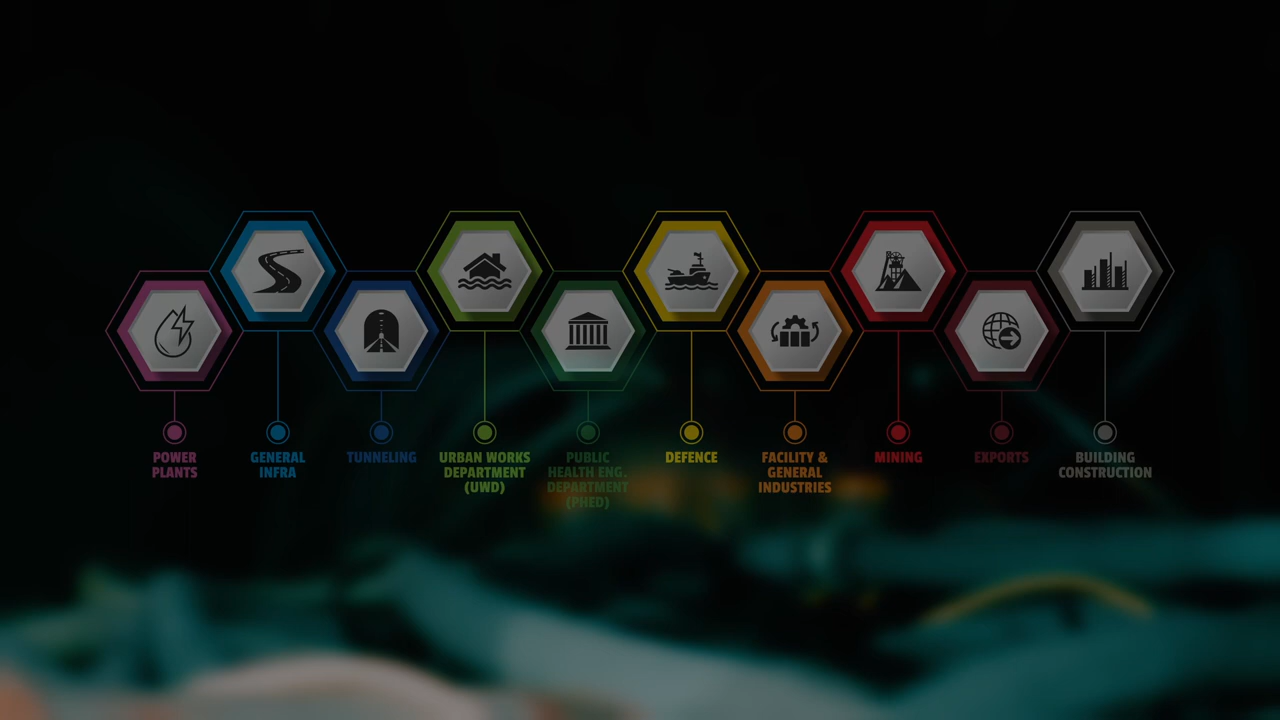 POWER
PLANTS
GENERAL
INFRA
TUNNELING
URBAN WORKS
DEPARTMENT
(UWD)
PUBLIC
HEALTH ENG.
DEPARTMENT
(PHED)
DEFENCE
FACILITY &
GENERAL
INDUSTRIES
MINING
EXPORTS
BUILDING
CONSTRUCTION